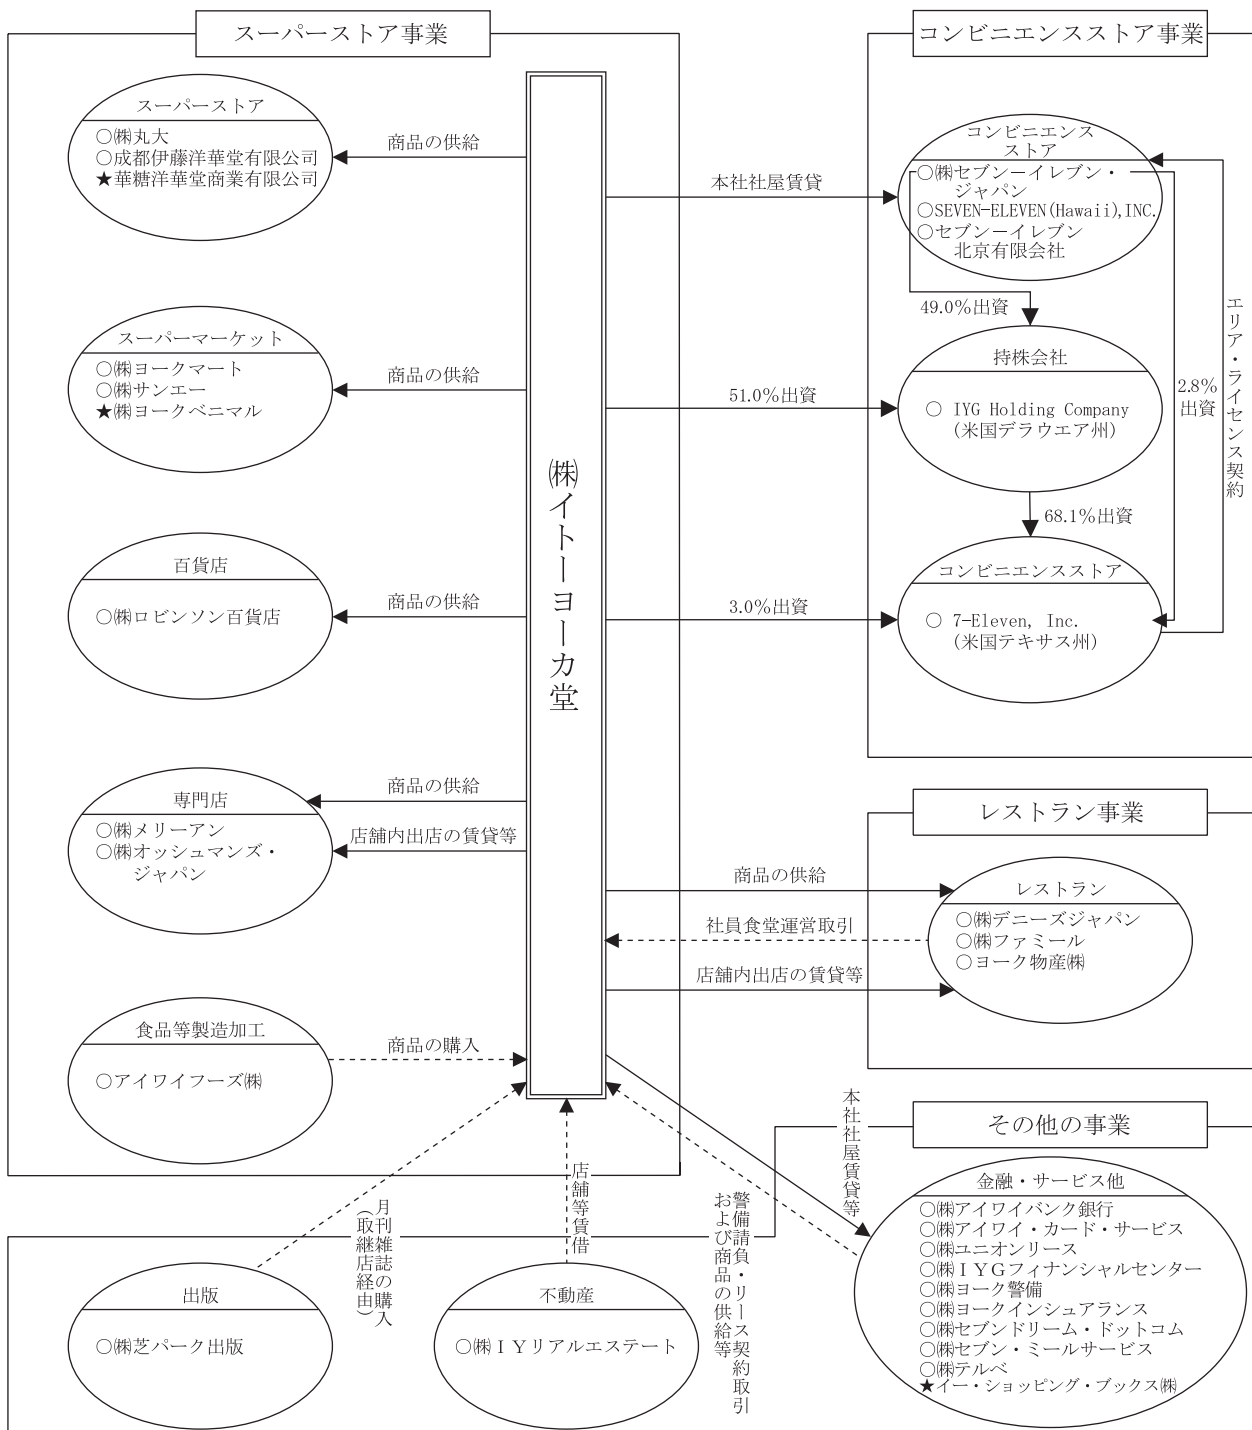 スーパーストア事業
スーパーストア
○㈱丸大
○成都伊藤洋華堂有限公司
★華糖洋華堂商業有限公司
商品の供給
スーパーマーケット
○㈱ヨークマート
○㈱サンエー
★㈱ヨークベニマル
商品の供給
百貨店
○㈱ロビンソン百貨店
商品の供給
専門店
○㈱メリーアン
○㈱オッシュマンズ・
ジャパン
商品の供給
店舗内出店の賃貸等
食品等製造加工
○アイワイフーズ㈱
商品の購入
㈱イトーヨーカ堂
コンビニエンスストア事業
本社社屋賃貸
コンビニエンス
ストア
○㈱セブン－イレブン・
ジャパン
○SEVEN-ELEVEN(Hawaii),INC.
○セブン－イレブン
北京有限会社
49.0％出資
51.0％出資
持株会社
○ IYG Holding Company
(米国デラウエア州)
68.1％出資
2.8％
出資
エリア・ライセンス契約
3.0％出資
コンビニエンスストア
○ 7-Eleven, Inc.
(米国テキサス州)
レストラン事業
商品の供給
社員食堂運営取引
店舗内出店の賃貸等
レストラン
○㈱デニーズジャパン
○㈱ファミール
○ヨーク物産㈱
その他の事業
本社社屋賃貸等
警備請負・リース契約取引
および商品の供給等
金融・サービス他
○㈱アイワイバンク銀行
○㈱アイワイ・カード・サービス
○㈱ユニオンリース
○㈱ＩＹＧフィナンシャルセンター
○㈱ヨーク警備
○㈱ヨークインシュアランス
○㈱セブンドリーム・ドットコム
○㈱セブン・ミールサービス
○㈱テルベ
★イー・ショッピング・ブックス㈱
月刊雑誌の購入
(取継店経由)
出版
○㈱芝パーク出版
店舗等賃借
不動産
○㈱ＩＹリアルエステート